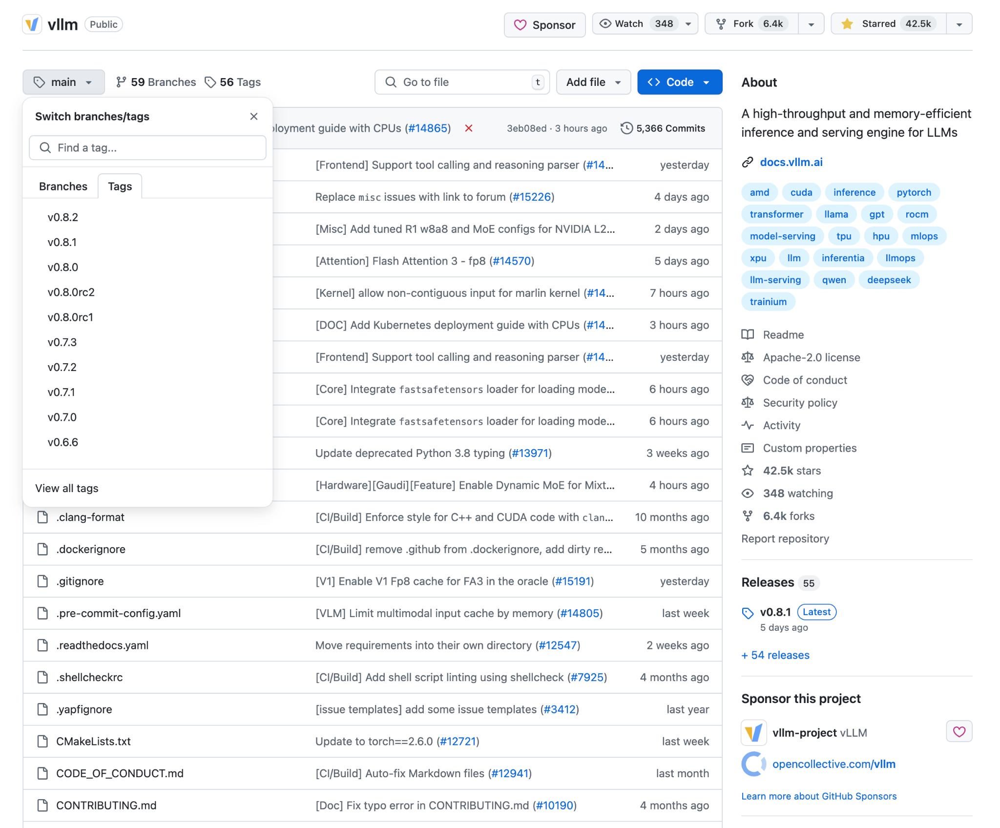 vllm Public Sponsor Watch 348 Fork 6.4k Starred 42.5k
main 59 Branches 56 Tags Go to file t Add file Code
Switch branches/tags
Find a tag...
Branches Tags
v0.8.2
v0.8.1
v0.8.0
v0.8.0rc2
v0.8.0rc1
v0.7.3
v0.7.2
v0.7.1
v0.7.0
v0.6.6
View all tags
ployment guide with CPUs (#14865) 3eb08ed · 3 hours ago 5,366 Commits
[Frontend] Support tool calling and reasoning parser (#14... yesterday
Replace misc issues with link to forum (#15226) 4 days ago
[Misc] Add tuned R1 w8a8 and MoE configs for NVIDIA L2... 2 days ago
[Attention] Flash Attention 3 - fp8 (#14570) 5 days ago
[Kernel] allow non-contiguous input for marlin kernel (#14... 7 hours ago
[DOC] Add Kubernetes deployment guide with CPUs (#14... 3 hours ago
[Frontend] Support tool calling and reasoning parser (#14... yesterday
[Core] Integrate fastsafetensors loader for loading mode... 6 hours ago
[Core] Integrate fastsafetensors loader for loading mode... 6 hours ago
Update deprecated Python 3.8 typing (#13971) 3 weeks ago
[Hardware][Gaudi][Feature] Enable Dynamic MoE for Mixt... 4 hours ago
.clang-format [CI/Build] Enforce style for C++ and CUDA code with clan... 10 months ago
.dockerignore [CI/Build] remove .github from .dockerignore, add dirty re... 5 months ago
.gitignore [V1] Enable V1 Fp8 cache for FA3 in the oracle (#15191) yesterday
.pre-commit-config.yaml [VLM] Limit multimodal input cache by memory (#14805) last week
.readthedocs.yaml Move requirements into their own directory (#12547) 2 weeks ago
.shellcheckrc [CI/Build] Add shell script linting using shellcheck (#7925) 4 months ago
.yapfignore [issue templates] add some issue templates (#3412) last year
CMakeLists.txt Update to torch==2.6.0 (#12721) last week
CODE_OF_CONDUCT.md [CI/Build] Auto-fix Markdown files (#12941) last month
CONTRIBUTING.md [Doc] Fix typo error in CONTRIBUTING.md (#10190) 4 months ago
About
A high-throughput and memory-efficient
inference and serving engine for LLMs
docs.vllm.ai
amd cuda inference pytorch
transformer llama gpt rocm
model-serving tpu hpu mlops
xpu llm inferentia llmops
llm-serving qwen deepseek
trainium
Readme
Apache-2.0 license
Code of conduct
Security policy
Activity
Custom properties
42.5k stars
348 watching
6.4k forks
Report repository
Releases 55
v0.8.1 Latest
5 days ago
+ 54 releases
Sponsor this project
vllm-project vLLM
opencollective.com/vllm
Learn more about GitHub Sponsors